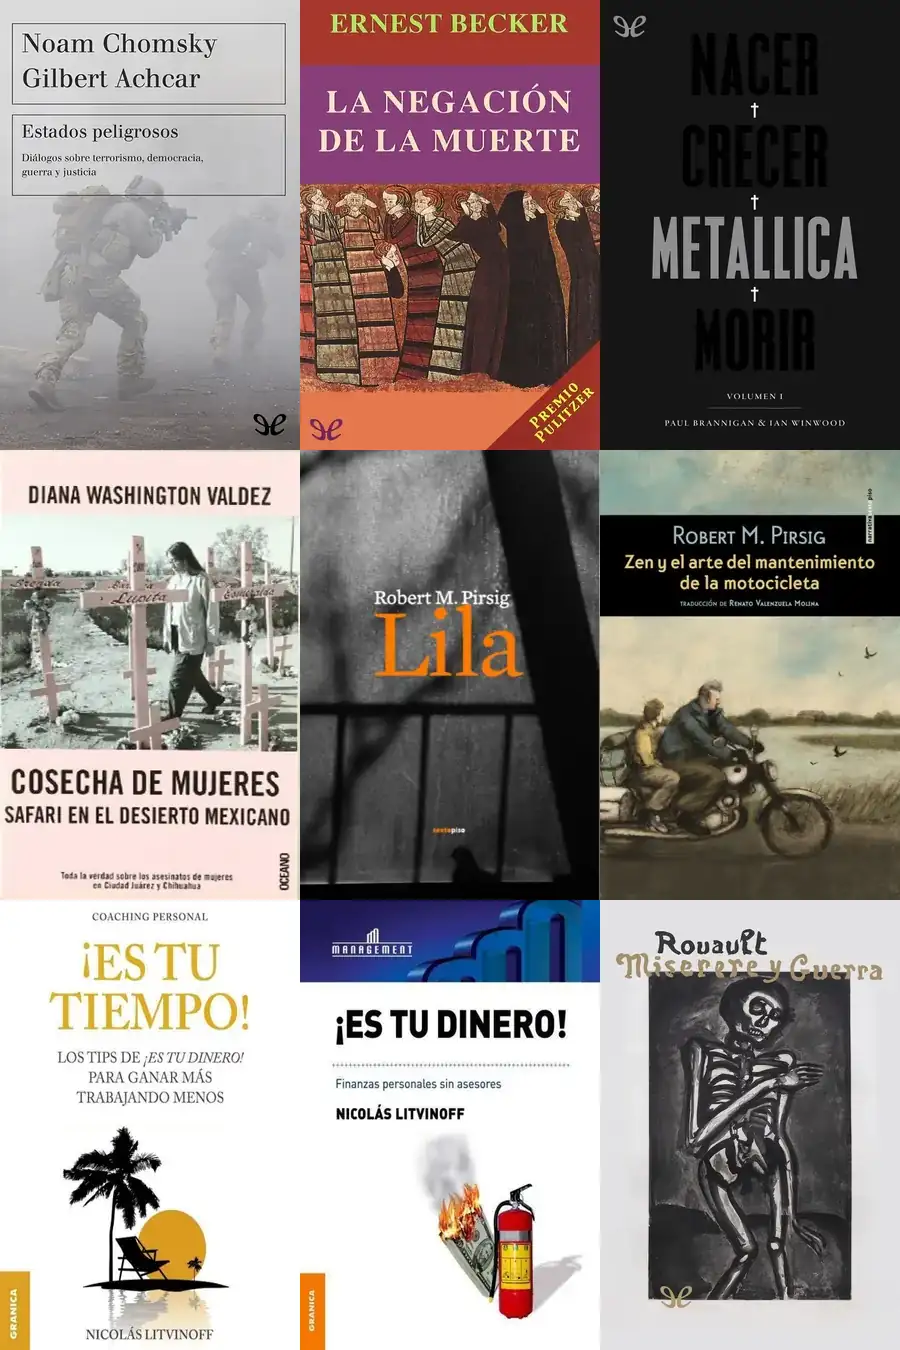 Noam Chomsky
Gilbert Achcar
Estados peligrosos
Diálogos sobre terrorismo, democracia,
guerra y justicia
ERNEST BECKER
LA NEGACIÓN
DE LA MUERTE
PREMIO
PULITZER
NACER
CRECER
METALLICA
MORIR
VOLUMEN I
PAUL BRANNIGAN & IAN WINWOOD
DIANA WASHINGTON VALDEZ
Lupita
Esmeralda
COSECHA DE MUJERES
SAFARI EN EL DESIERTO MEXICANO
Toda la verdad sobre los asesinatos de mujeres
en Ciudad Juárez y Chihuahua
OCEANO
Robert M. Pirsig
Lila
sextopiso
narrativa sexto piso
ROBERT M. PIRSIG
Zen y el arte del mantenimiento
de la motocicleta
TRADUCCIÓN DE RENATO VALENZUELA MOLINA
COACHING PERSONAL
¡ES TU
TIEMPO!
LOS TIPS DE ¡ES TU DINERO!
PARA GANAR MÁS
TRABAJANDO MENOS
GRANICA
NICOLÁS LITVINOFF
MANAGEMENT
¡ES TU DINERO!
Finanzas personales sin asesores
NICOLÁS LITVINOFF
GRANICA
Rouault
Miserere y Guerra